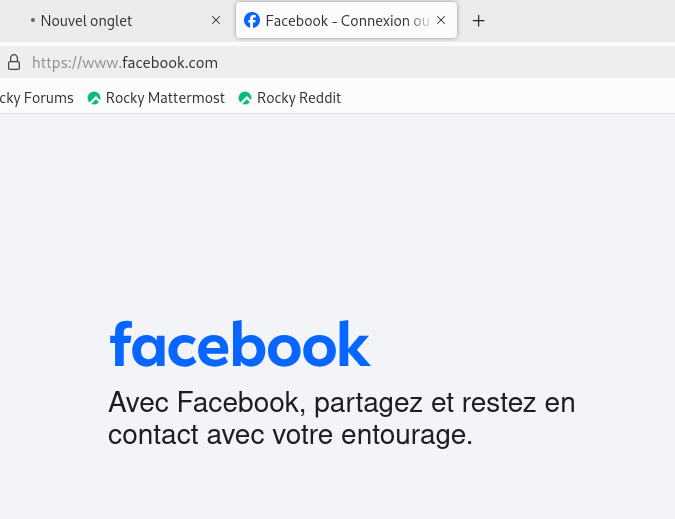 Nouvel onglet
Facebook - Connexion ou
https://www.facebook.com
cky Forums
Rocky Mattermost
Rocky Reddit
facebook
Avec Facebook, partagez et restez en
contact avec votre entourage.